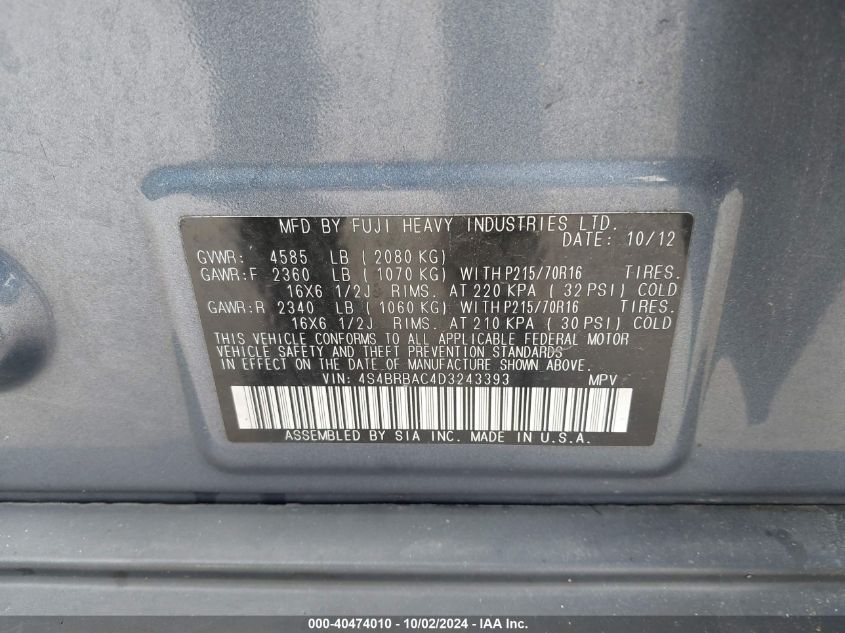 MFD BY FUJI HEAVY INDUSTRIES LTD.
DATE: 10/12
GVWR: 4585 LB (2080 KG)
GAWR:F 2360 LB (1070 KG) WITH P215/70R16 TIRES.
16X6 1/2J RIMS. AT 220 KPA (32 PSI) COLD
GAWR:R 2340 LB (1060 KG) WITH P215/70R16 TIRES.
16X6 1/2J RIMS. AT 210 KPA (30 PSI) COLD
THIS VEHICLE CONFORMS TO ALL APPLICABLE FEDERAL MOTOR
VEHICLE SAFETY AND THEFT PREVENTION STANDARDS
IN EFFECT ON THE DATE OF MANUFACTURE SHOWN ABOVE.
VIN: 4S4BRBAC4D3243393 MPV
ASSEMBLED BY SIA INC. MADE IN U.S.A.
000-40474010 - 10/02/2024 - IAA Inc.